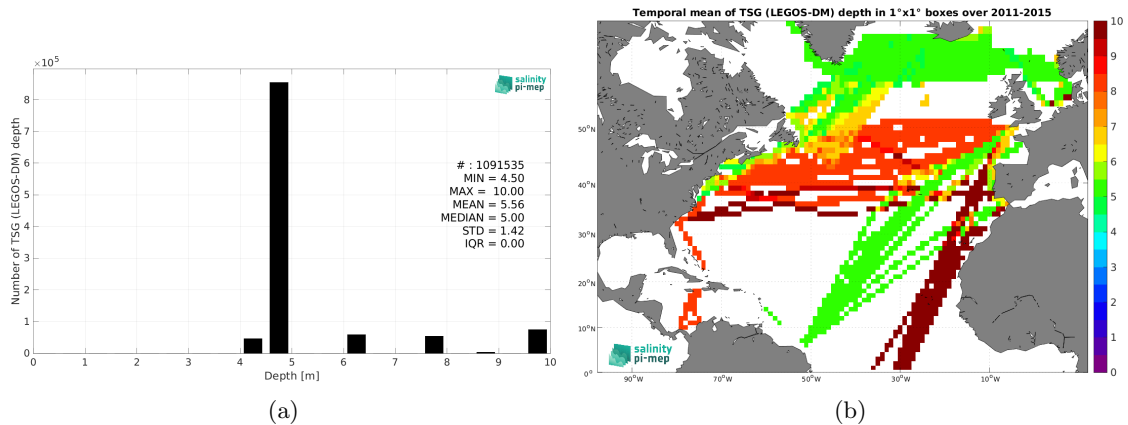 Temporal mean of TSG (LEGOS-DM) depth in 1°x1° boxes over 2011-2015
×10⁵
salinity
pi-mep
Number of TSG (LEGOS-DM) depth
8
7
6
5
4
3
2
1
0
# : 1091535
MIN = 4.50
MAX = 10.00
MEAN = 5.56
MEDIAN = 5.00
STD = 1.42
IQR = 0.00
0 1 2 3 4 5 6 7 8 9 10
Depth [m]
(a)
50°N
40°N
30°N
20°N
10°N
0°
90°W 70°W 50°W 30°W 10°W
salinity
pi-mep
10
9
8
7
6
5
4
3
2
1
0
(b)